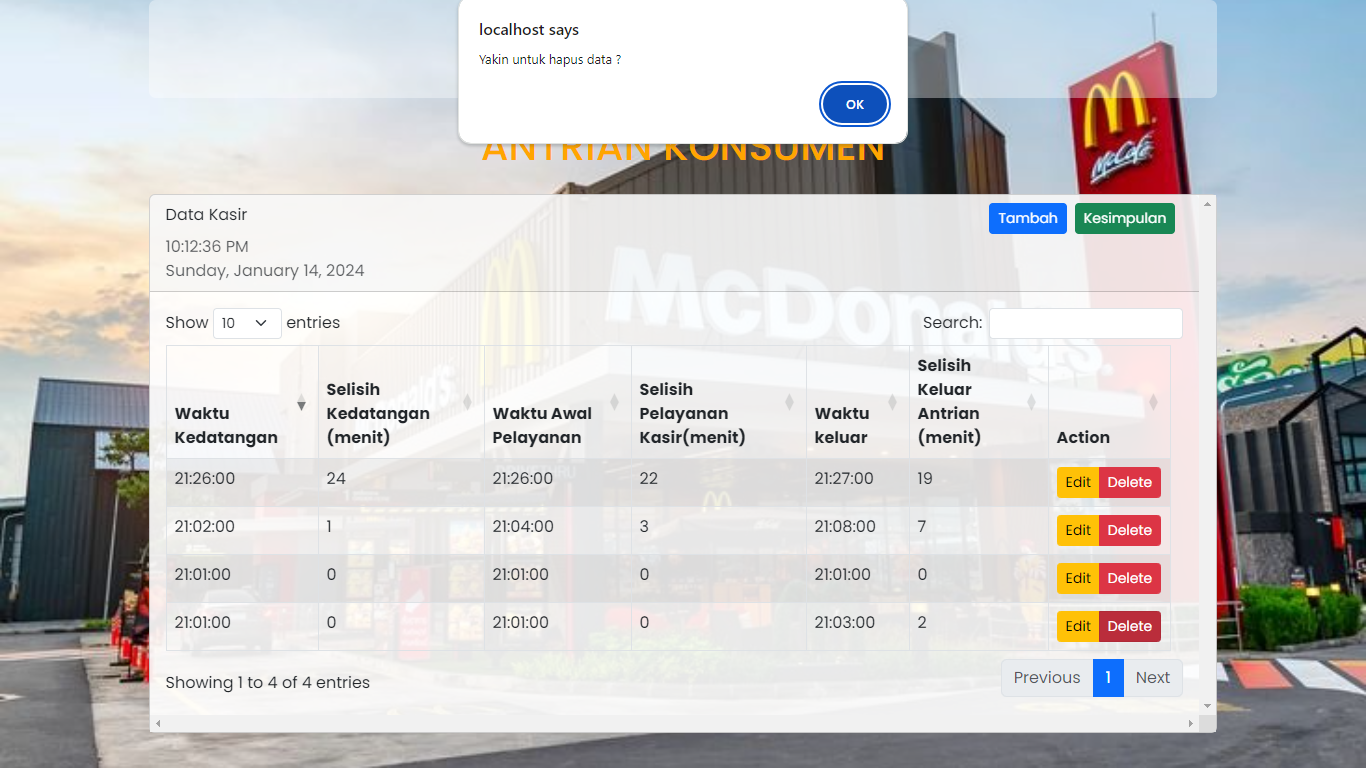 localhost says
Yakin untuk hapus data ?
OK
ANTRIAN KONSUMEN
M
McCafé
Data Kasir
Tambah
Kesimpulan
10:12:36 PM
Sunday, January 14, 2024
McDonald's.
Show 10 entries
Search:
Waktu Kedatangan
Selisih Kedatangan (menit)
Waktu Awal Pelayanan
Selisih Pelayanan Kasir(menit)
Waktu keluar
Selisih Keluar Antrian (menit)
Action
21:26:00 24 21:26:00 22 21:27:00 19 Edit Delete
21:02:00 1 21:04:00 3 21:08:00 7 Edit Delete
21:01:00 0 21:01:00 0 21:01:00 0 Edit Delete
21:01:00 0 21:01:00 0 21:03:00 2 Edit Delete
Showing 1 to 4 of 4 entries
Previous 1 Next